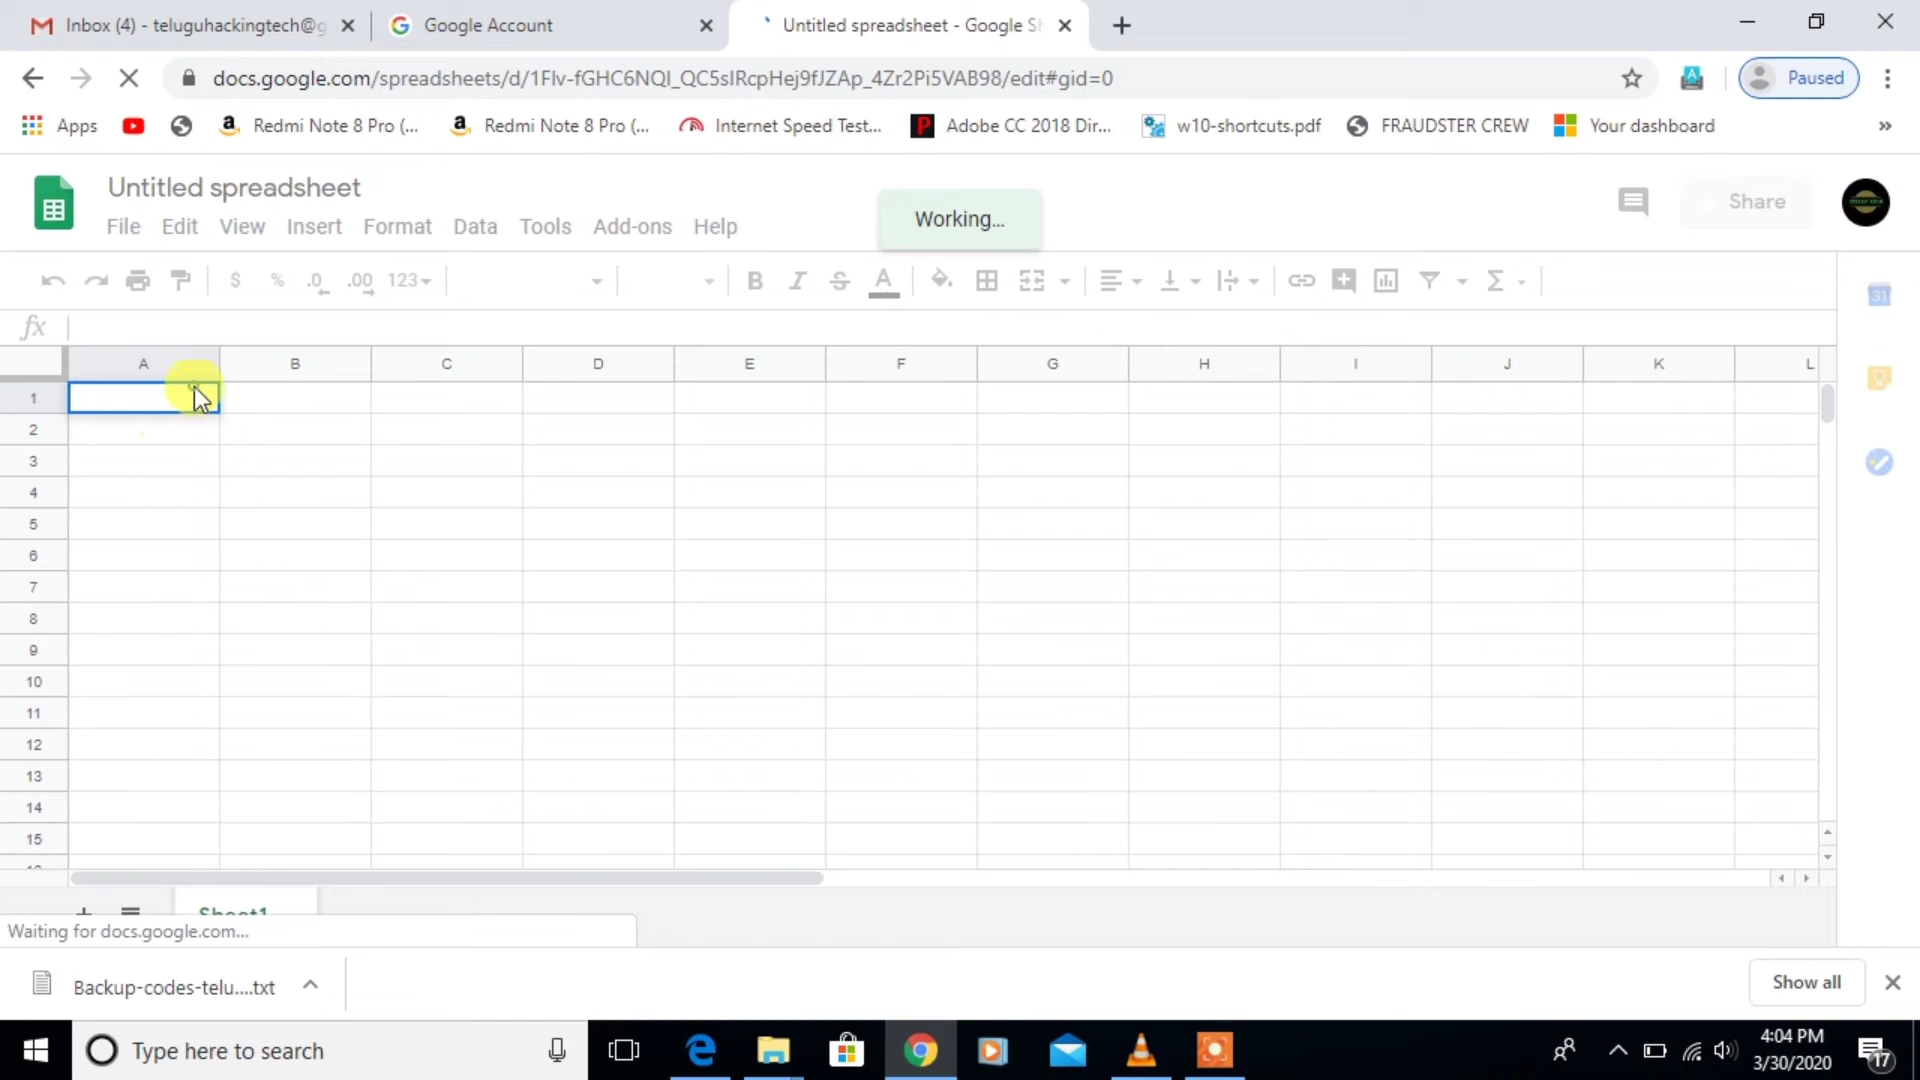 Inbox (4) - teluguhackingtech@g
Google Account
Untitled spreadsheet - Google Sh
docs.google.com/spreadsheets/d/1Flv-fGHC6NQI_QC5sIRcpHej9fJZAp_4Zr2Pi5VAB98/edit#gid=0
Paused
Apps
Redmi Note 8 Pro (...
Redmi Note 8 Pro (...
Internet Speed Test...
Adobe CC 2018 Dir...
w10-shortcuts.pdf
FRAUDSTER CREW
Your dashboard
Untitled spreadsheet
Working...
Share
File Edit View Insert Format Data Tools Add-ons Help
$ % .0 .00 123
B I S A
31
fx
A B C D E F G H I J K L
1
2
3
4
5
6
7
8
9
10
11
12
13
14
15
Sheet1
Waiting for docs.google.com...
Backup-codes-telu....txt
Show all
Type here to search
4:04 PM
3/30/2020
17